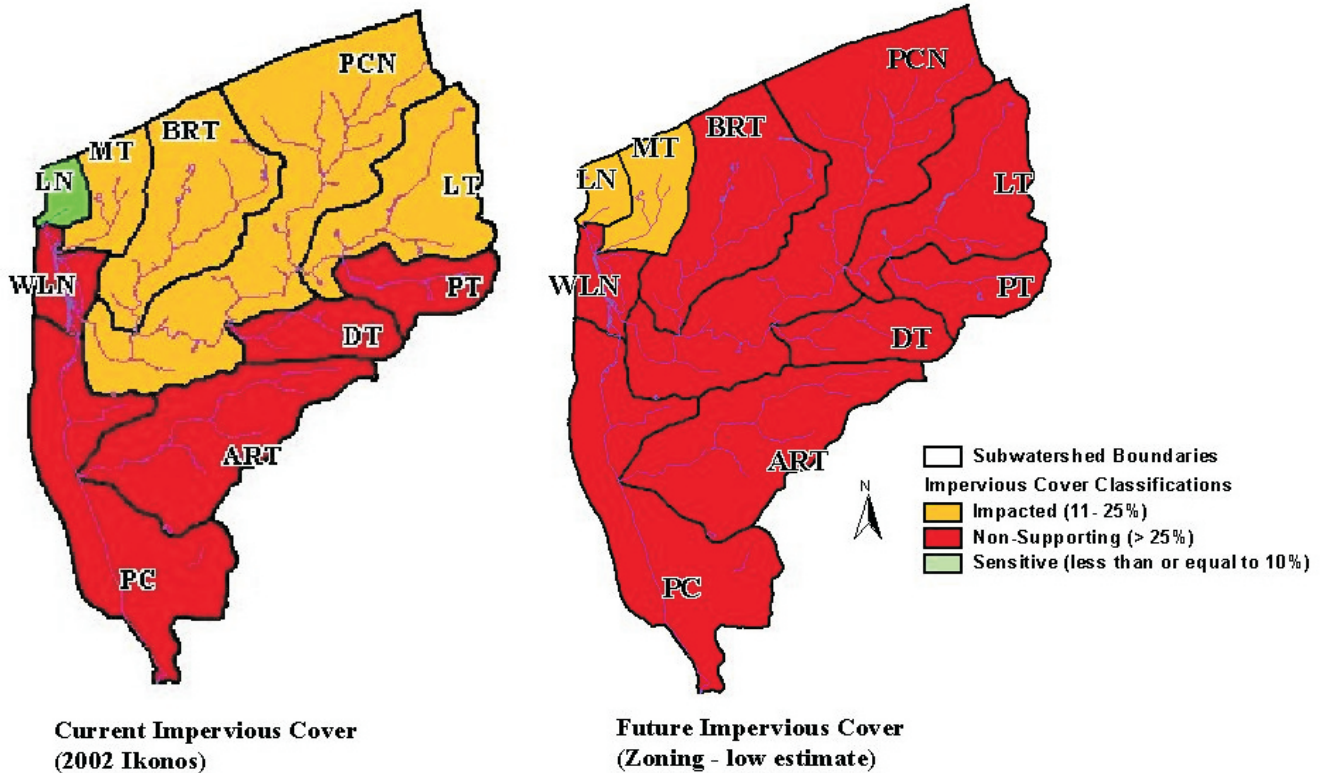 PCN
BRT
MT
LN
LT
WLN
PT
DT
ART
PC
Current Impervious Cover
(2002 Ikonos)
PCN
BRT
MT
LN
LT
WLN
PT
DT
ART
PC
Future Impervious Cover
(Zoning - low estimate)
N
Subwatershed Boundaries
Impervious Cover Classifications
Impacted (11- 25%)
Non-Supporting (> 25%)
Sensitive (less than or equal to 10%)